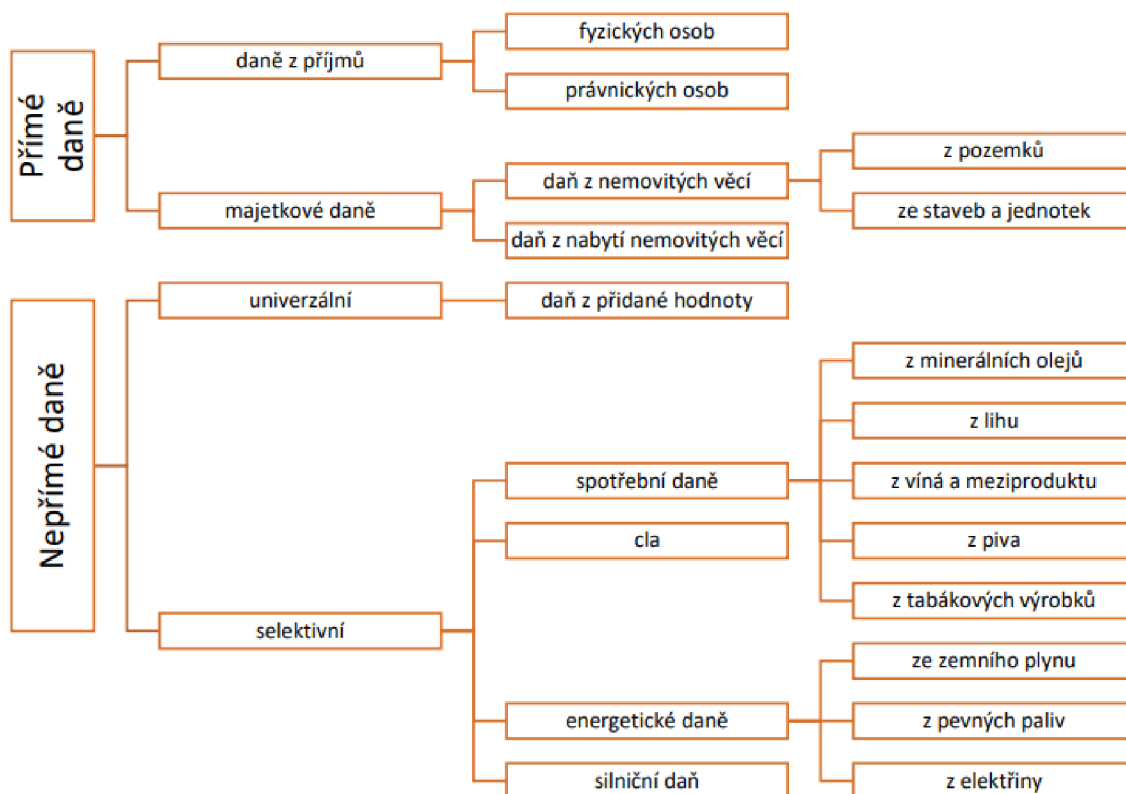 Přímé
daně
daně z příjmů
fyzických osob
právnických osob
majetkové daně
daň z nemovitých věcí
z pozemků
ze staveb a jednotek
daň z nabytí nemovitých věcí
Nepřímé daně
univerzální
daň z přidané hodnoty
selektivní
spotřební daně
z minerálních olejů
z lihu
z víná a meziproduktu
z piva
z tabákových výrobků
cla
energetické daně
ze zemního plynu
z pevných paliv
z elektřiny
silniční daň